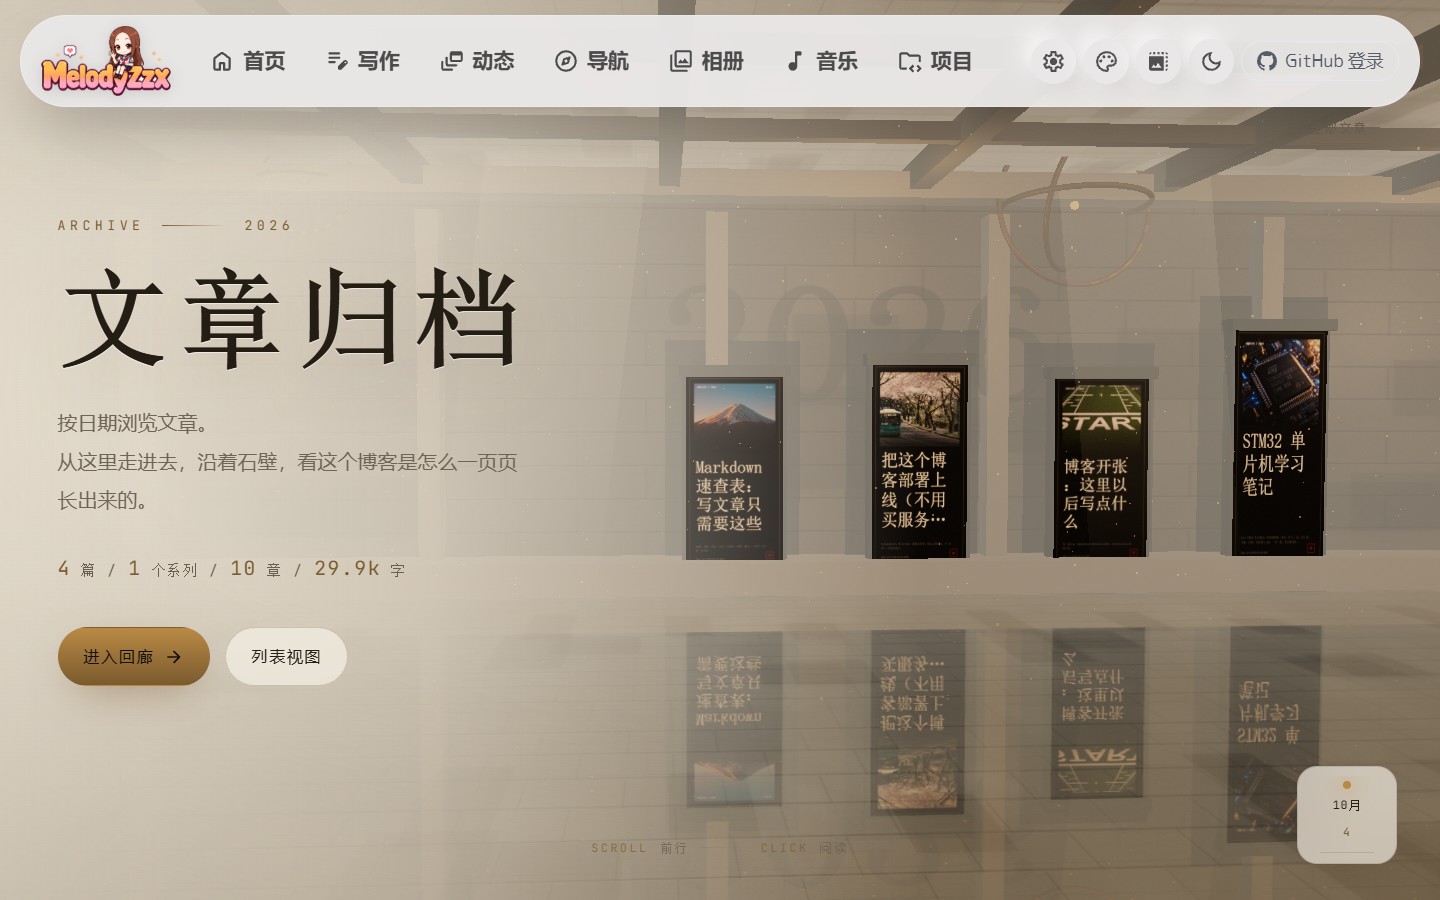 MelodyZzx
首页
写作
动态
导航
相册
音乐
项目
GitHub 登录
ARCHIVE
2026
文章归档
按日期浏览文章。
从这里走进去，沿着石壁，看这个博客是怎么一页页
长出来的。
4 篇 / 1 个系列 / 10 章 / 29.9k 字
进入回廊
列表视图
2026
Markdown
速查表：
写文章只
需要这些
把这个博
客部署上
线（不用
买服务…
START
博客开张
：这里以
后写点什
么
STM32 单
片机学习
笔记
SCROLL 前行
CLICK 阅读
10月
4